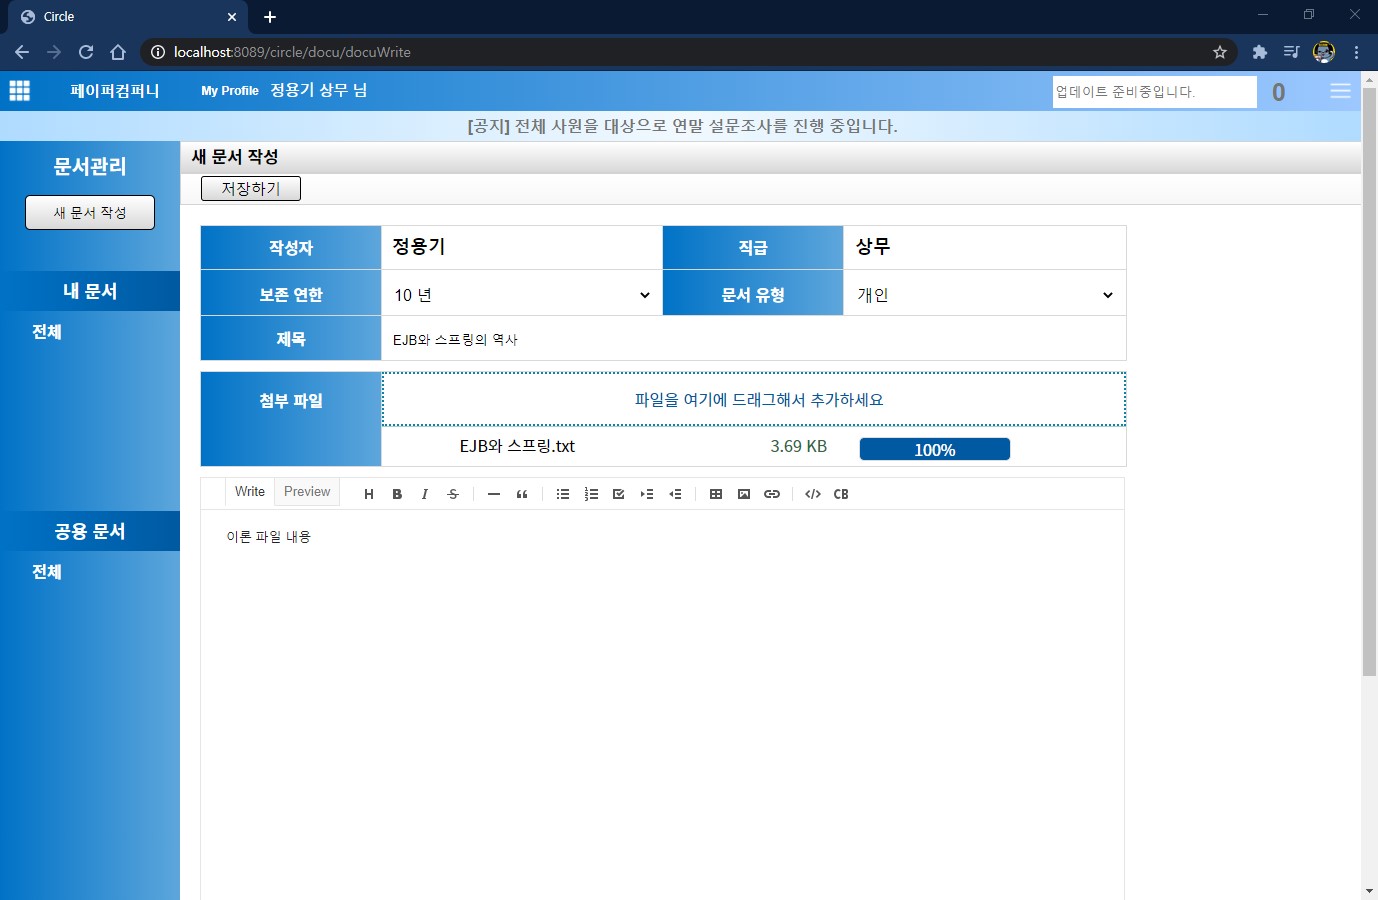 Circle
localhost:8089/circle/docu/docuWrite
페이퍼컴퍼니 My Profile 정용기 상무 님 업데이트 준비중입니다. 0
[공지] 전체 사원을 대상으로 연말 설문조사를 진행 중입니다.
문서관리
새 문서 작성
내 문서
전체
공용 문서
전체
새 문서 작성
저장하기
작성자 정용기 직급 상무
보존 연한 10 년 문서 유형 개인
제목 EJB와 스프링의 역사
첨부 파일 파일을 여기에 드래그해서 추가하세요
EJB와 스프링.txt 3.69 KB 100%
Write Preview H B I S CB
이론 파일 내용